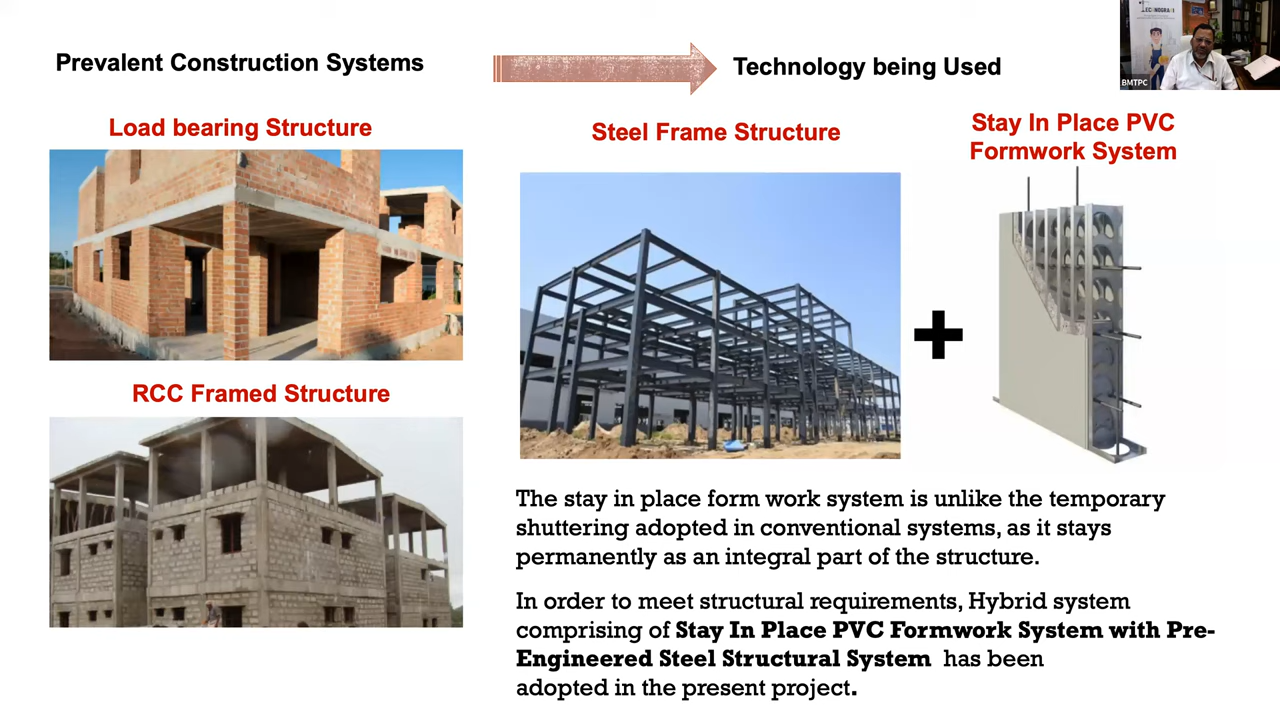 Prevalent Construction Systems
Technology being Used
Load bearing Structure
RCC Framed Structure
Steel Frame Structure
Stay In Place PVC
Formwork System
+
The stay in place form work system is unlike the temporary
shuttering adopted in conventional systems, as it stays
permanently as an integral part of the structure.
In order to meet structural requirements, Hybrid system
comprising of Stay In Place PVC Formwork System with Pre-
Engineered Steel Structural System has been
adopted in the present project.
BMTPC